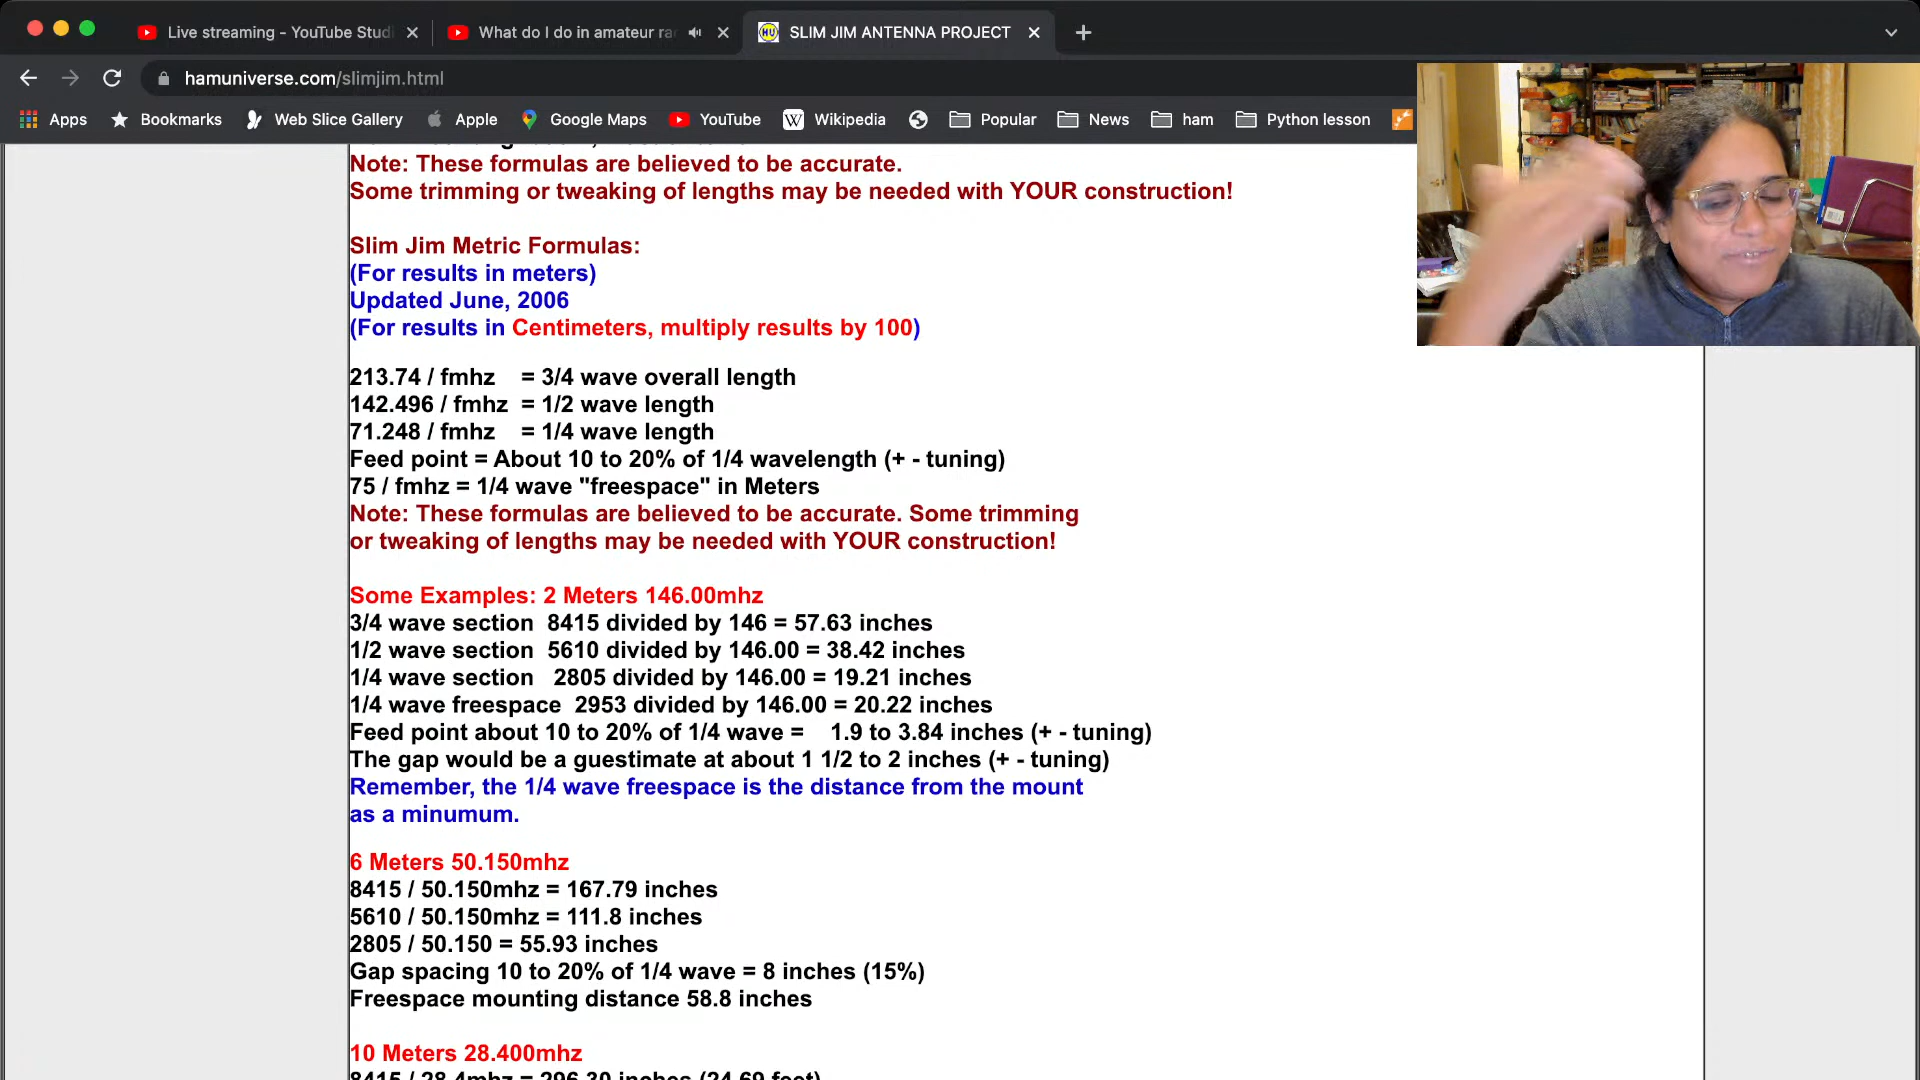 Live streaming - YouTube Studi
What do I do in amateur ra
SLIM JIM ANTENNA PROJECT
hamuniverse.com/slimjim.html
Apps
Bookmarks
Web Slice Gallery
Apple
Google Maps
YouTube
Wikipedia
Popular
News
ham
Python lesson
Note: These formulas are believed to be accurate.
Some trimming or tweaking of lengths may be needed with YOUR construction!
Slim Jim Metric Formulas:
(For results in meters)
Updated June, 2006
(For results in Centimeters, multiply results by 100)
213.74 / fmhz = 3/4 wave overall length
142.496 / fmhz = 1/2 wave length
71.248 / fmhz = 1/4 wave length
Feed point = About 10 to 20% of 1/4 wavelength (+ - tuning)
75 / fmhz = 1/4 wave "freespace" in Meters
Note: These formulas are believed to be accurate. Some trimming
or tweaking of lengths may be needed with YOUR construction!
Some Examples: 2 Meters 146.00mhz
3/4 wave section 8415 divided by 146 = 57.63 inches
1/2 wave section 5610 divided by 146.00 = 38.42 inches
1/4 wave section 2805 divided by 146.00 = 19.21 inches
1/4 wave freespace 2953 divided by 146.00 = 20.22 inches
Feed point about 10 to 20% of 1/4 wave = 1.9 to 3.84 inches (+ - tuning)
The gap would be a guestimate at about 1 1/2 to 2 inches (+ - tuning)
Remember, the 1/4 wave freespace is the distance from the mount
as a minumum.
6 Meters 50.150mhz
8415 / 50.150mhz = 167.79 inches
5610 / 50.150mhz = 111.8 inches
2805 / 50.150 = 55.93 inches
Gap spacing 10 to 20% of 1/4 wave = 8 inches (15%)
Freespace mounting distance 58.8 inches
10 Meters 28.400mhz
8415 / 28.4mhz = 296.30 inches (24.69 feet)